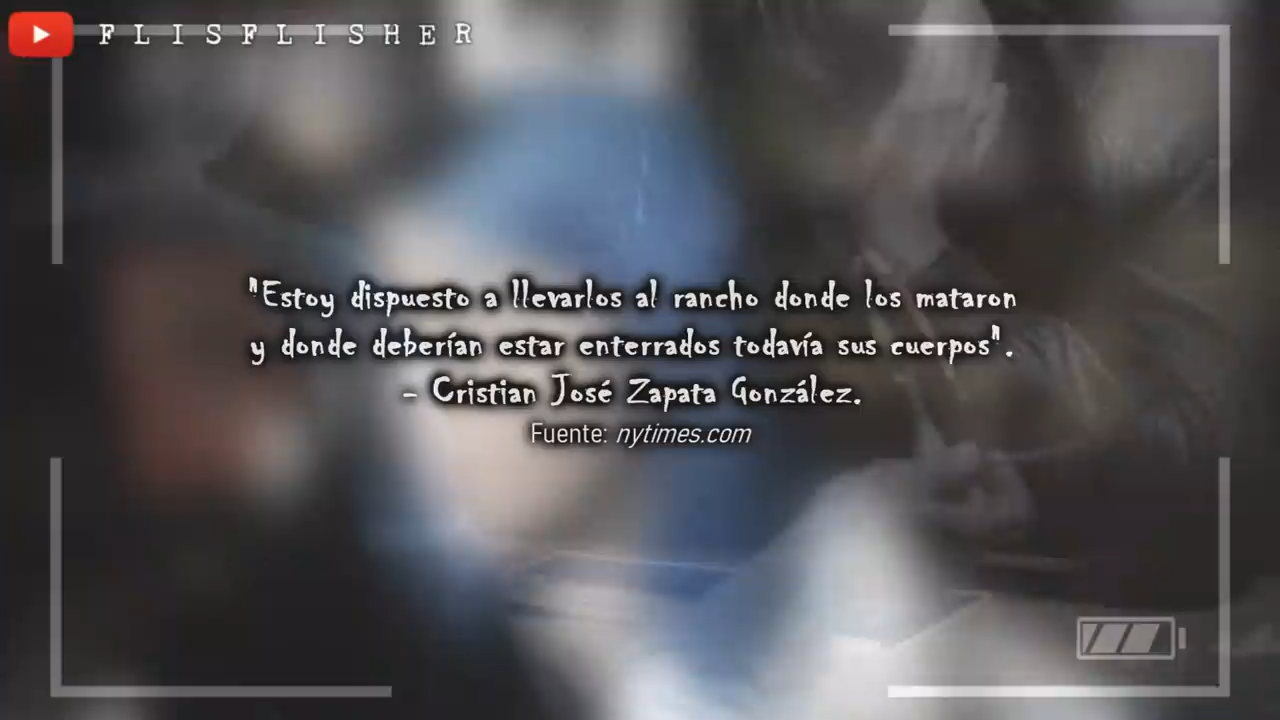 FLISFLISHER
"Estoy dispuesto a llevarlos al rancho donde los mataron
y donde deberían estar enterrados todavía sus cuerpos".
- Cristian José Zapata González.
Fuente: nytimes.com